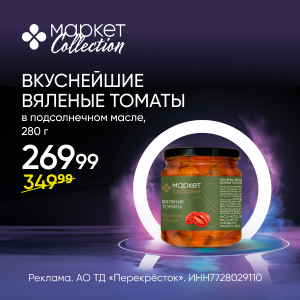 маркет
Collection
ВКУСНЕЙШИЕ
ВЯЛЕНЫЕ ТОМАТЫ
в подсолнечном масле,
280 г
269 99
349 99
маркет
Collection
ВЯЛЕНЫЕ
ТОМАТЫ
Реклама. АО ТД «Перекрёсток». ИНН7728029110